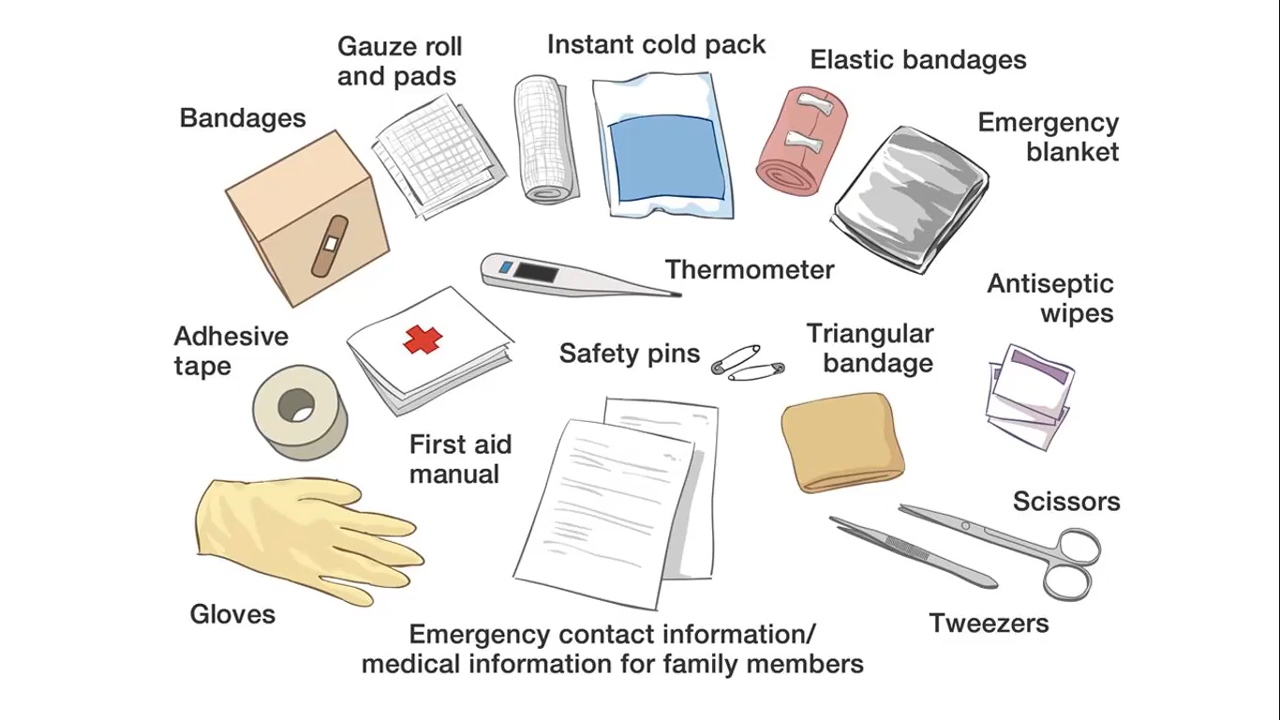 Gauze roll
and pads
Instant cold pack
Elastic bandages
Bandages
Emergency
blanket
Thermometer
Antiseptic
wipes
Adhesive
tape
Safety pins
Triangular
bandage
First aid
manual
Scissors
Gloves
Tweezers
Emergency contact information/
medical information for family members